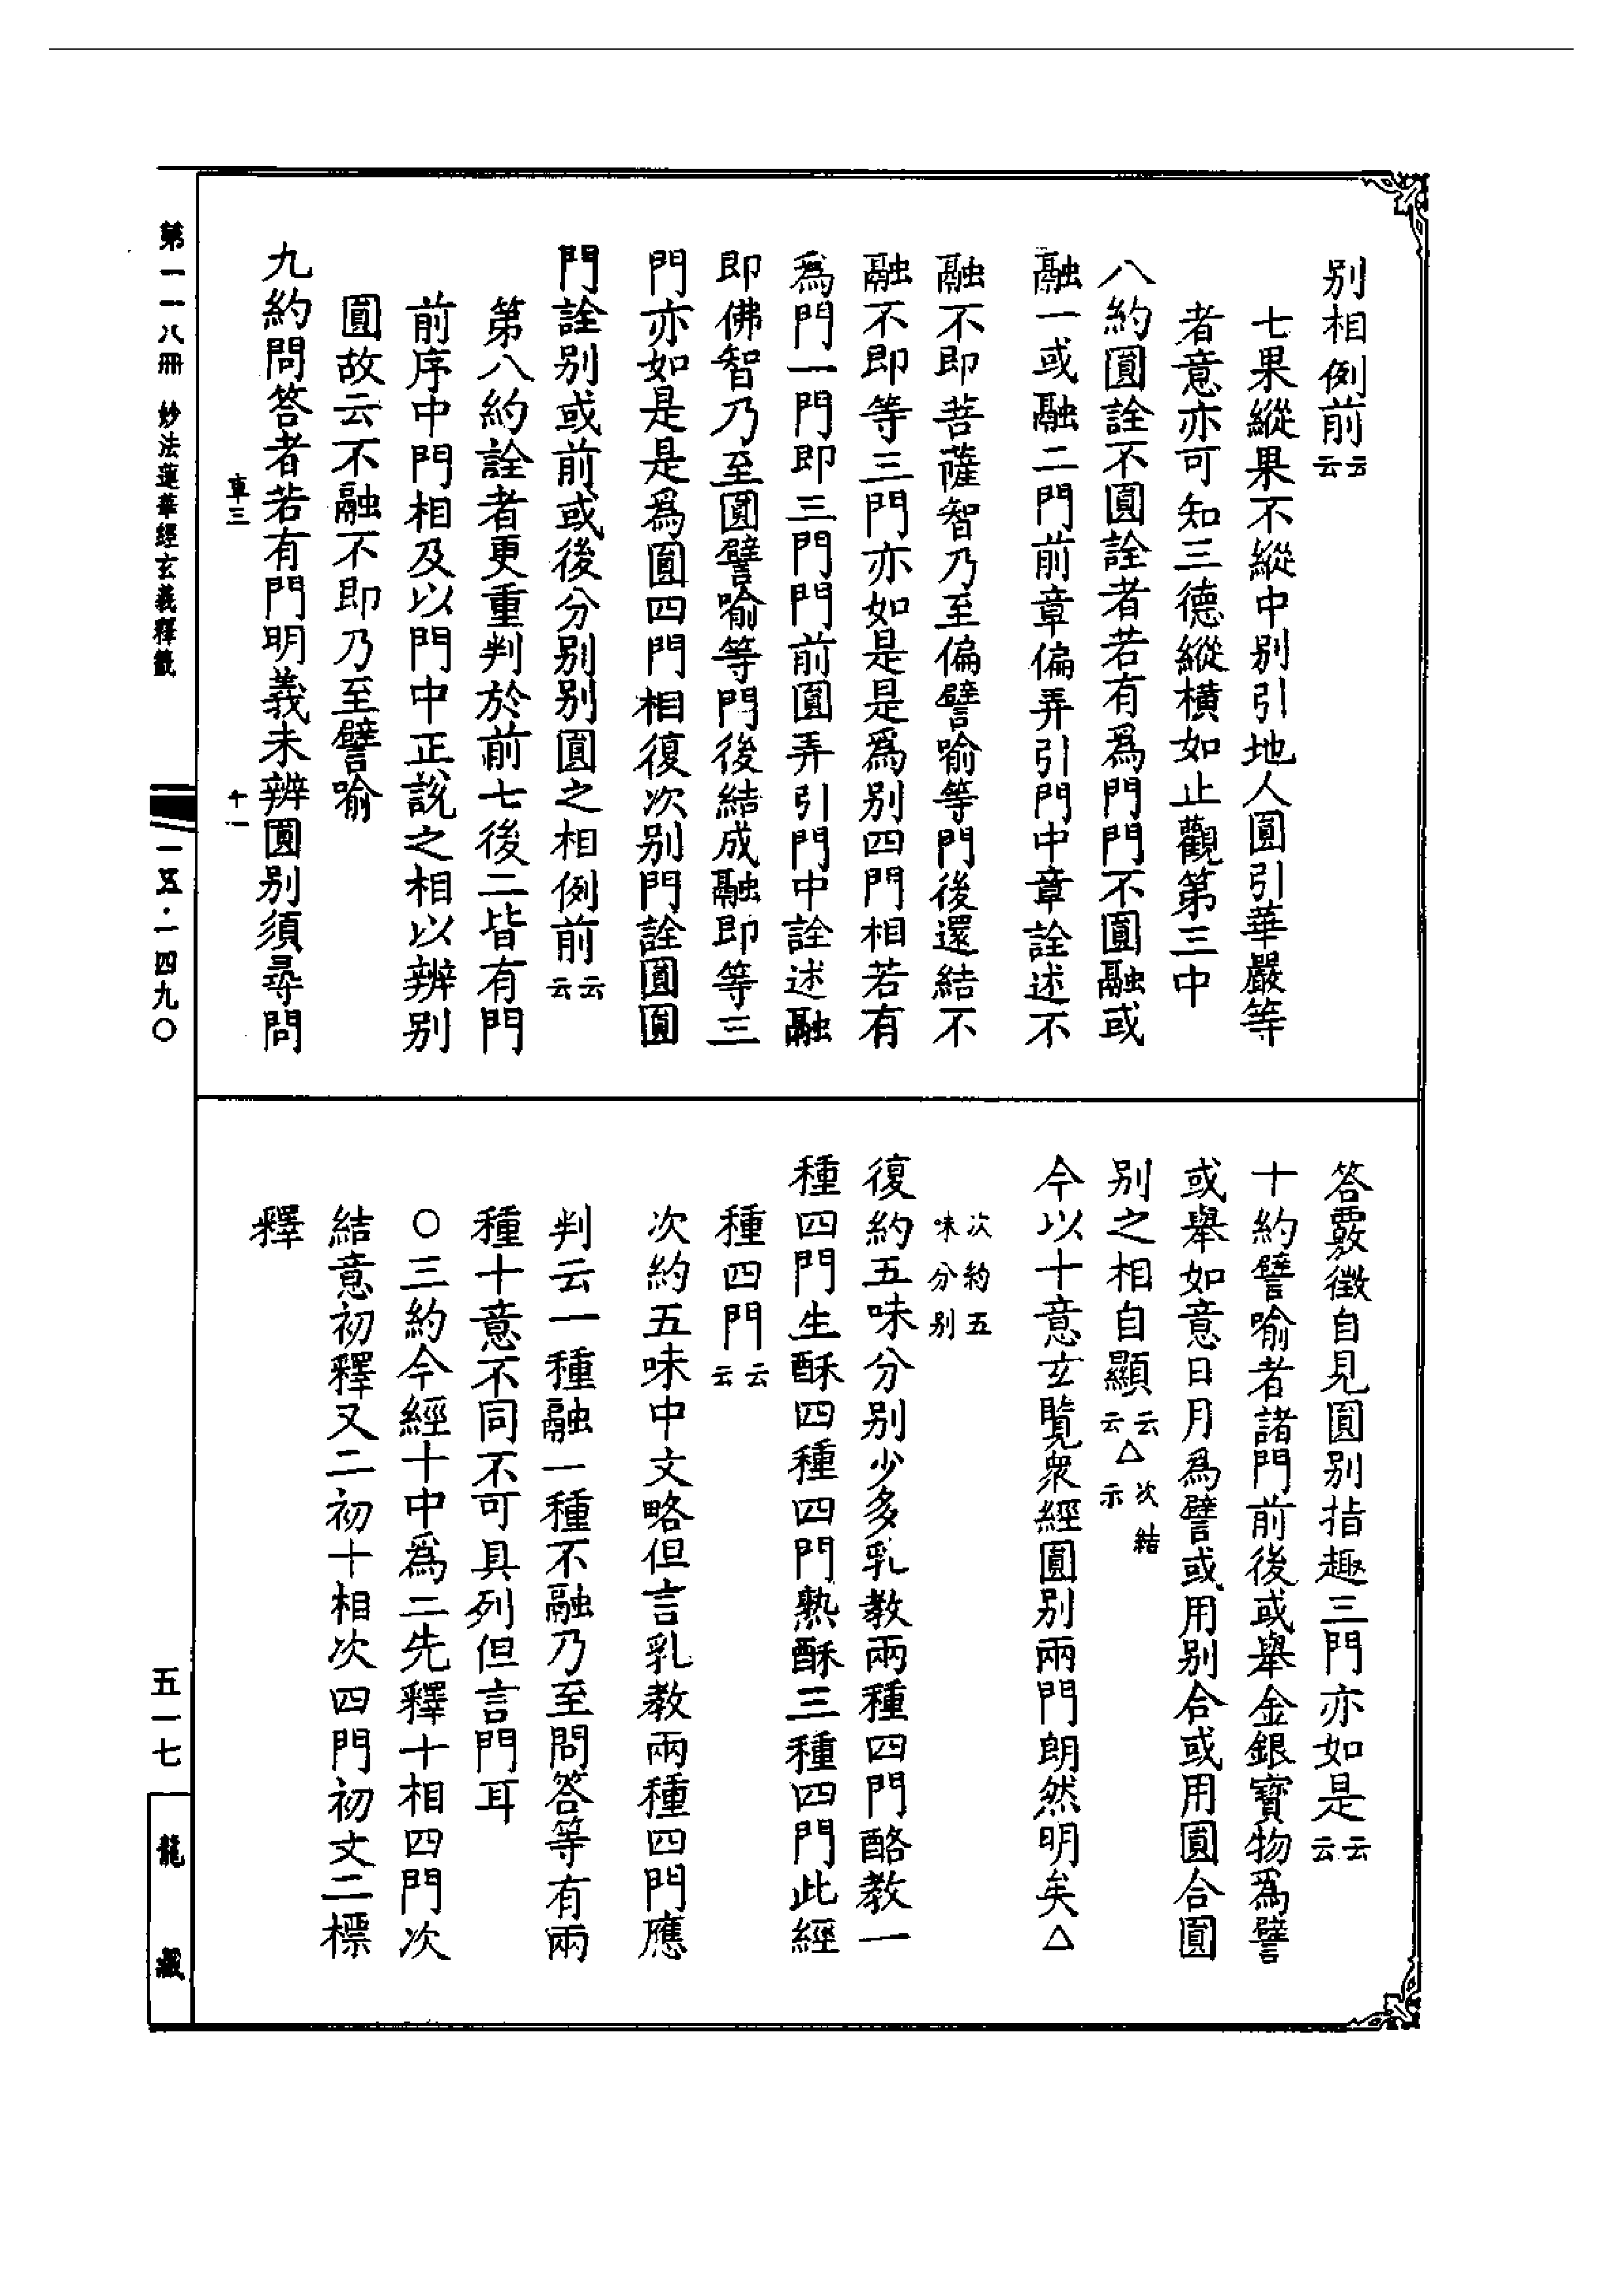 别相例前云云
七果縱果不縱中别引地人圓引華嚴等
者意亦可知三德縱橫如止觀第三中
八約圓詮不圓詮者若有爲門門不圓融或
融一或融二門前章偏弄引門中章詮述不
融不即菩薩智乃至偏譬喻等門後還結不
融不即等三門亦如是是爲别四門相若有
爲門一門即三門門前圓弄引門中詮述融
即佛智乃至圓譬喻等門後結成融即等三
門亦如是是爲圓四門相復次别門詮圓圓
門詮别或前或後分别别圓之相例前云云
第八約詮者更重判於前七後二皆有門
前序中門相及以門中正說之相以辨别
圓故云不融不即乃至譬喻
九約問答者若有門明義未辨圓别須尋問
車三
十一
答覈徵自見圓别指趣三門亦如是云云
十約譬喻者諸門前後或舉金銀寶物爲譬
或舉如意日月爲譬或用别合或用圓合圓
别之相自顯云云△次結示
今以十意玄覽衆經圓别兩門朗然明矣△
次約五味分别
復約五味分别少多乳教兩種四門酪教一
種四門生酥四種四門熟酥三種四門此經
種四門云云
次約五味中文略但言乳教兩種四門應
判云一種融一種不融乃至問答等有兩
種十意不同不可具列但言門耳
○三約今經十中爲二先釋十相四門次
結意初釋又二初十相次四門初文二標
釋
第一一八冊 妙法蓮華經玄義釋籤
一五·一四九〇
五一七
龍藏